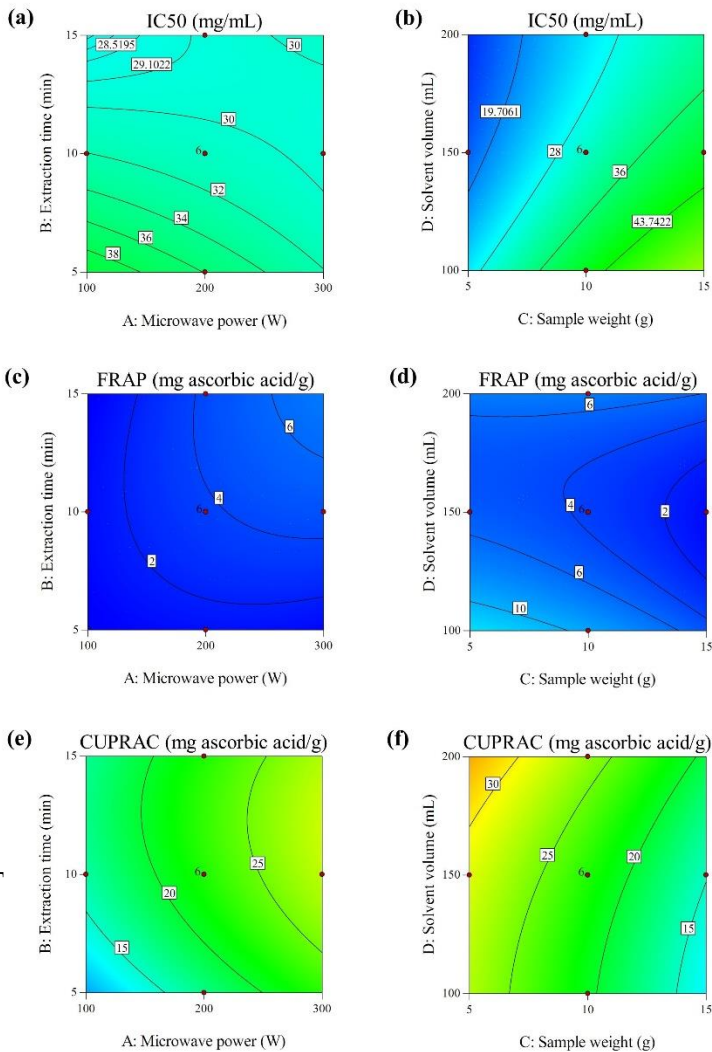 (a)
IC50 (mg/mL)
B: Extraction time (min)
15
10
5
28.5195
29.1022
30
30
6
32
34
36
38
100
200
300
A: Microwave power (W)
(b)
IC50 (mg/mL)
D: Solvent volume (mL)
200
150
100
19.7061
28
6
36
43.7422
5
10
15
C: Sample weight (g)
(c)
FRAP (mg ascorbic acid/g)
B: Extraction time (min)
15
10
5
6
4
6
2
100
200
300
A: Microwave power (W)
(d)
FRAP (mg ascorbic acid/g)
D: Solvent volume (mL)
200
150
100
6
4
6
2
6
10
5
10
15
C: Sample weight (g)
(e)
CUPRAC (mg ascorbic acid/g)
B: Extraction time (min)
15
10
5
6
25
20
15
100
200
300
A: Microwave power (W)
(f)
CUPRAC (mg ascorbic acid/g)
D: Solvent volume (mL)
200
150
100
30
25
6
20
15
5
10
15
C: Sample weight (g)